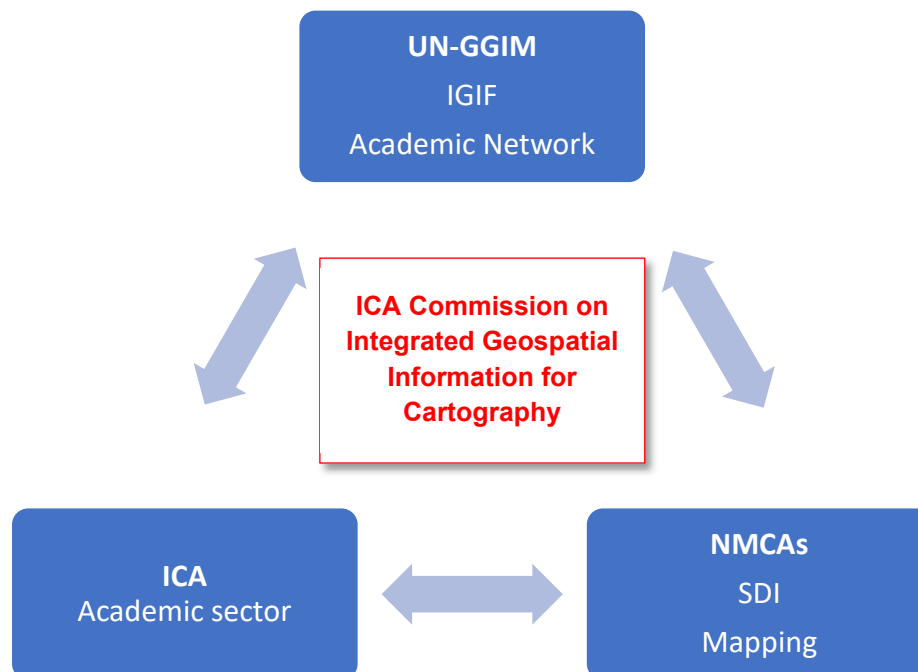 UN-GGIM
IGIF
Academic Network
ICA Commission on
Integrated Geospatial
Information for
Cartography
ICA
Academic sector
NMCAs
SDI
Mapping